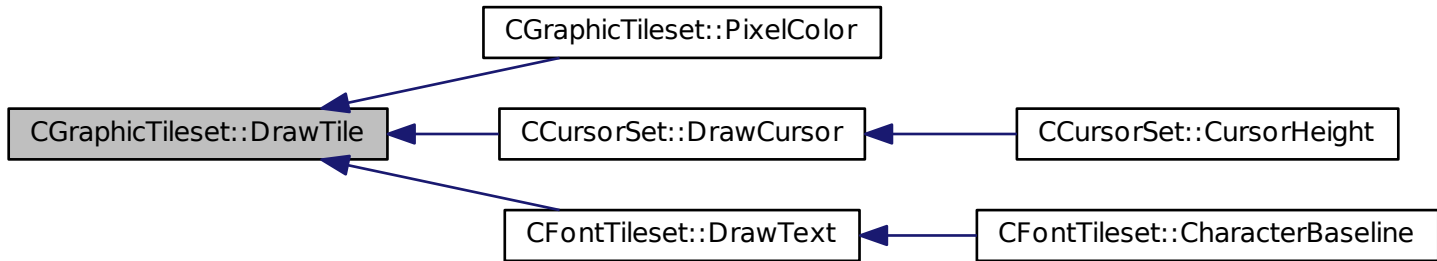 CGraphicTileset::PixelColor
CGraphicTileset::DrawTile
CCursorSet::DrawCursor
CCursorSet::CursorHeight
CFontTileset::DrawText
CFontTileset::CharacterBaseline